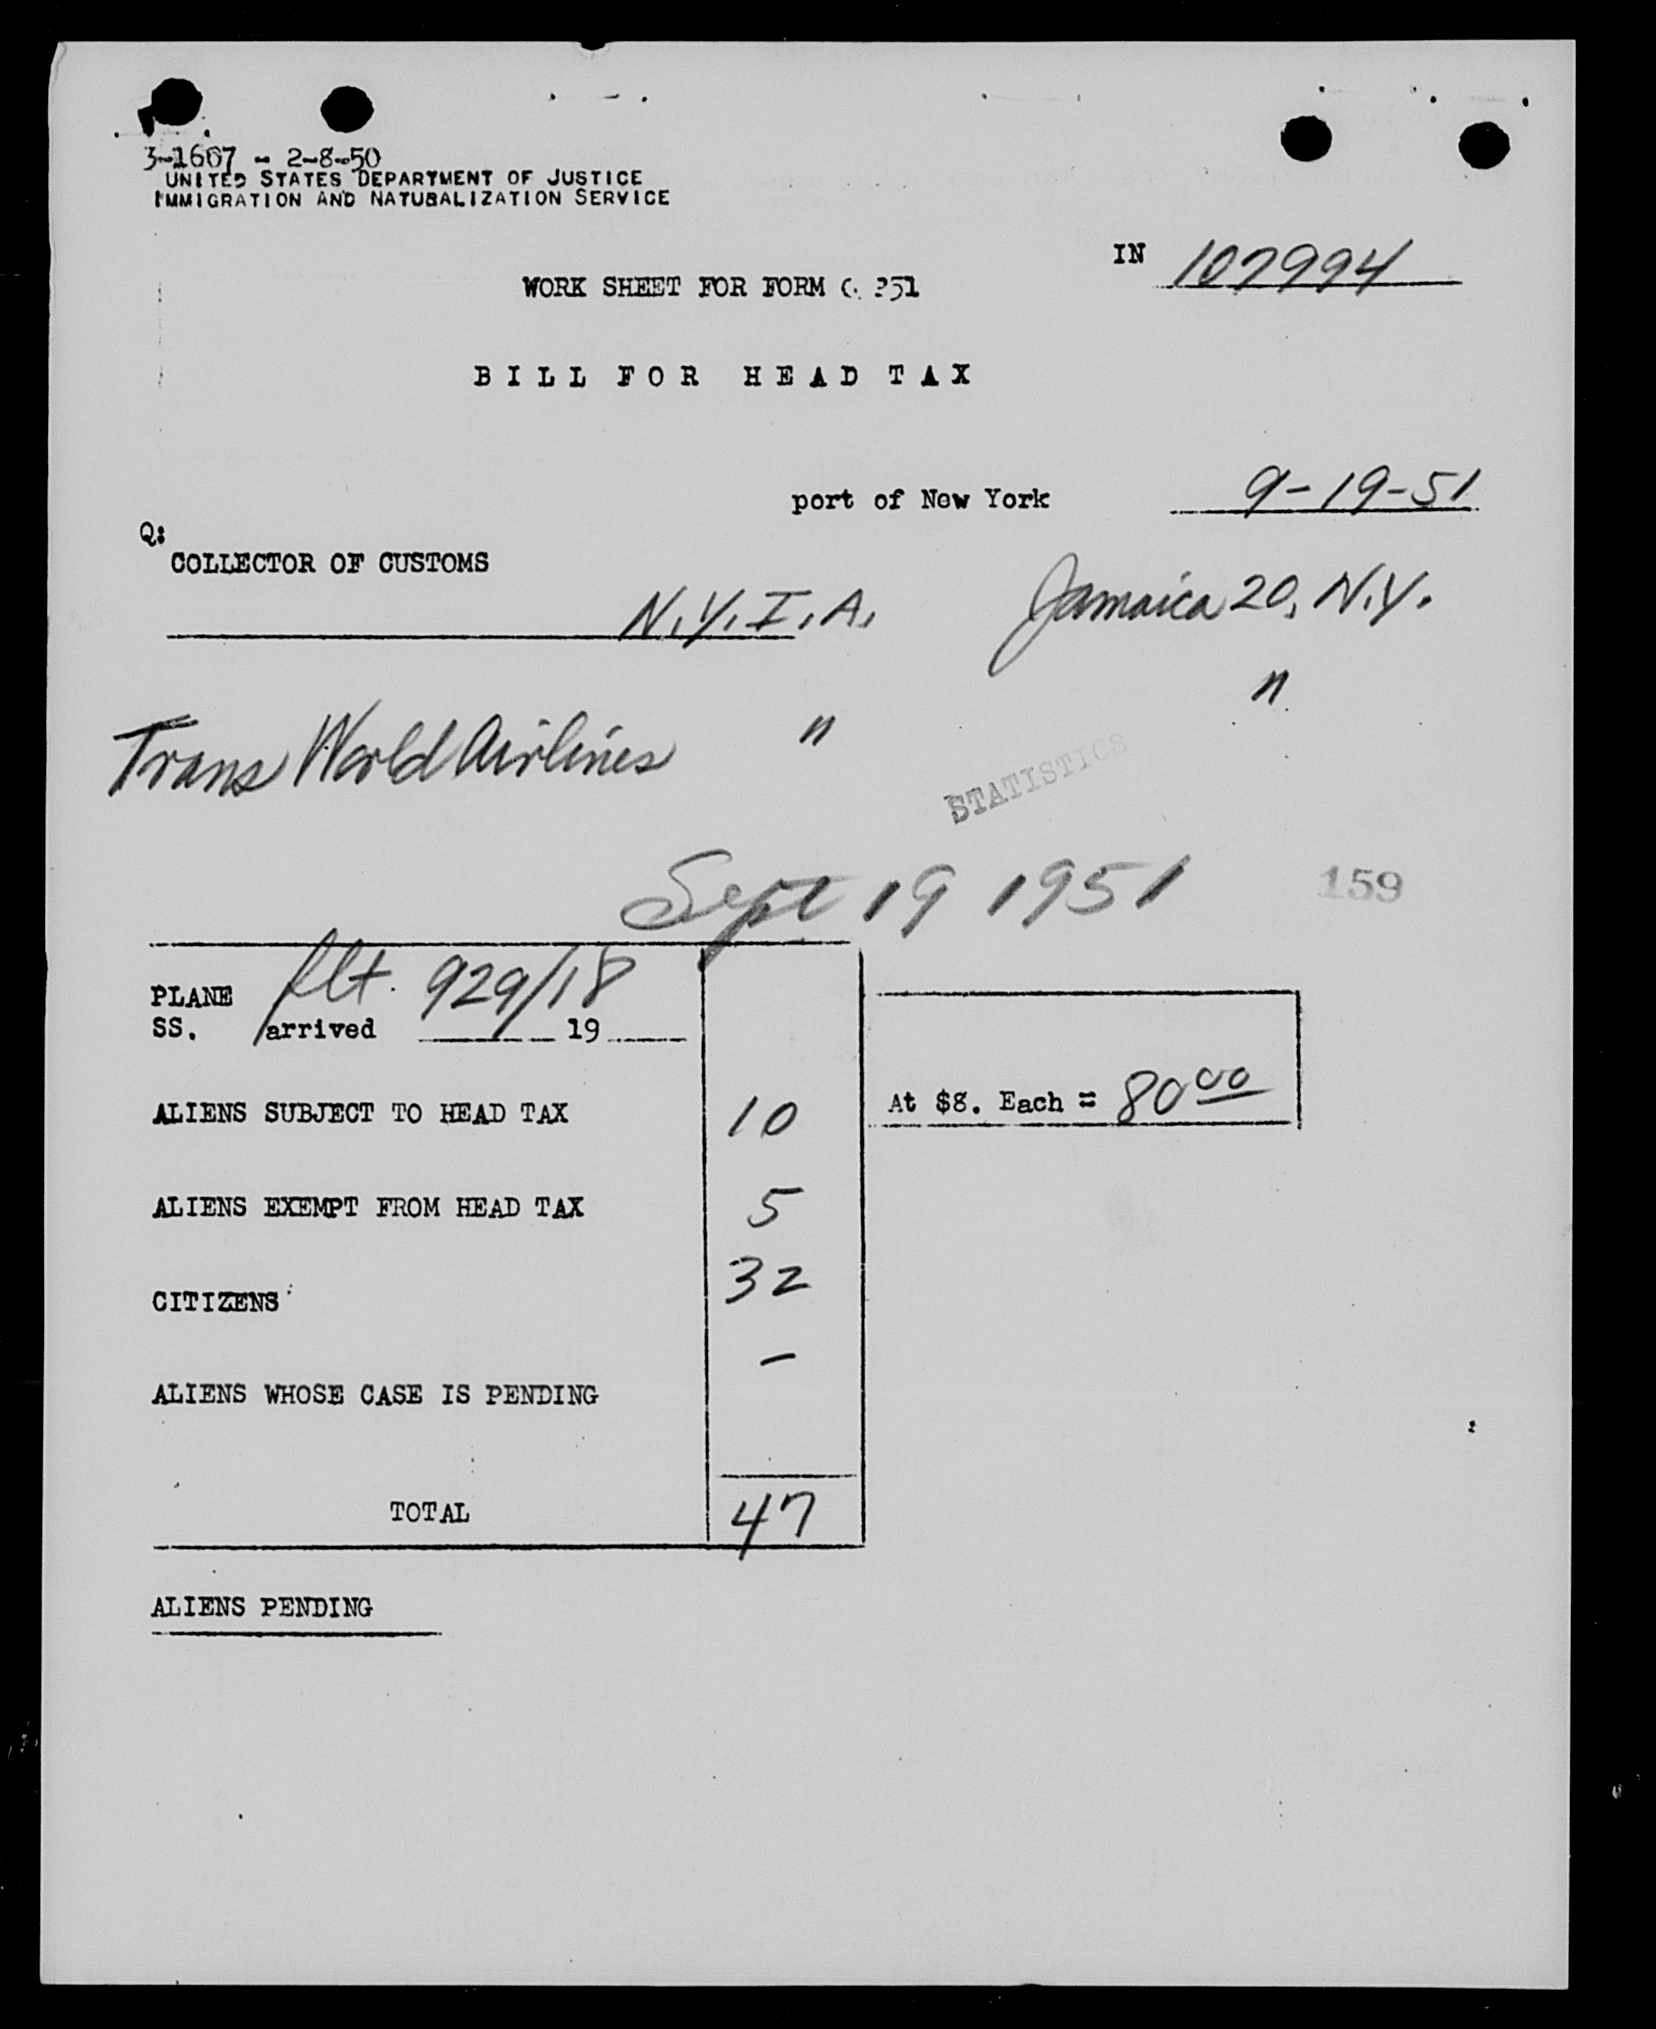 3-1607 - 2-8-50
UNITED STATES DEPARTMENT OF JUSTICE
IMMIGRATION AND NATURALIZATION SERVICE
IN 107994
WORK SHEET FOR FORM 351
BILL FOR HEAD TAX
port of New York 9-19-51
Q:
COLLECTOR OF CUSTOMS
N.Y.I.A. Jamaica 20, N.Y.
Trans World Airlines " "
STATISTICS
Sept 19 1951 159
PLANE flt. 929/18
SS. arrived 19
ALIENS SUBJECT TO HEAD TAX 10 At $8. Each = 80 00
ALIENS EXEMPT FROM HEAD TAX 5
CITIZENS 32
ALIENS WHOSE CASE IS PENDING -
TOTAL 47
ALIENS PENDING